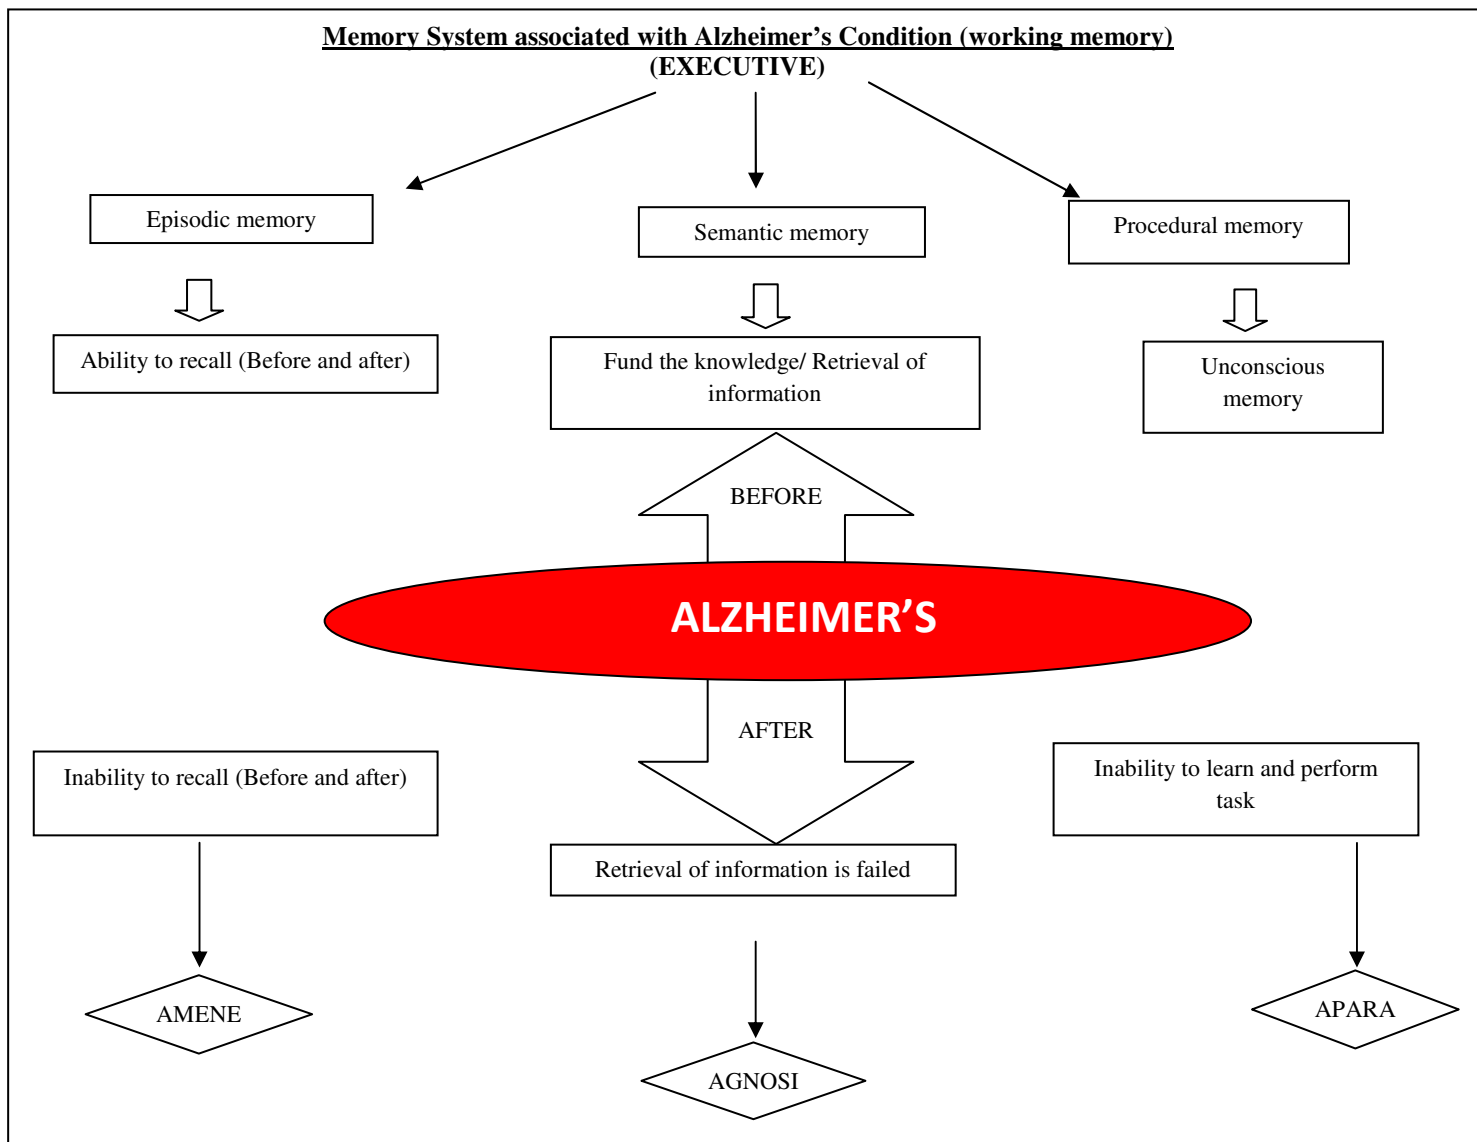 Memory System associated with Alzheimer’s Condition (working memory)
(EXECUTIVE)
Episodic memory
Semantic memory
Procedural memory
Ability to recall (Before and after)
Fund the knowledge/ Retrieval of
information
Unconscious
memory
BEFORE
ALZHEIMER’S
AFTER
Inability to recall (Before and after)
Inability to learn and perform
task
Retrieval of information is failed
AMENE
APARA
AGNOSI